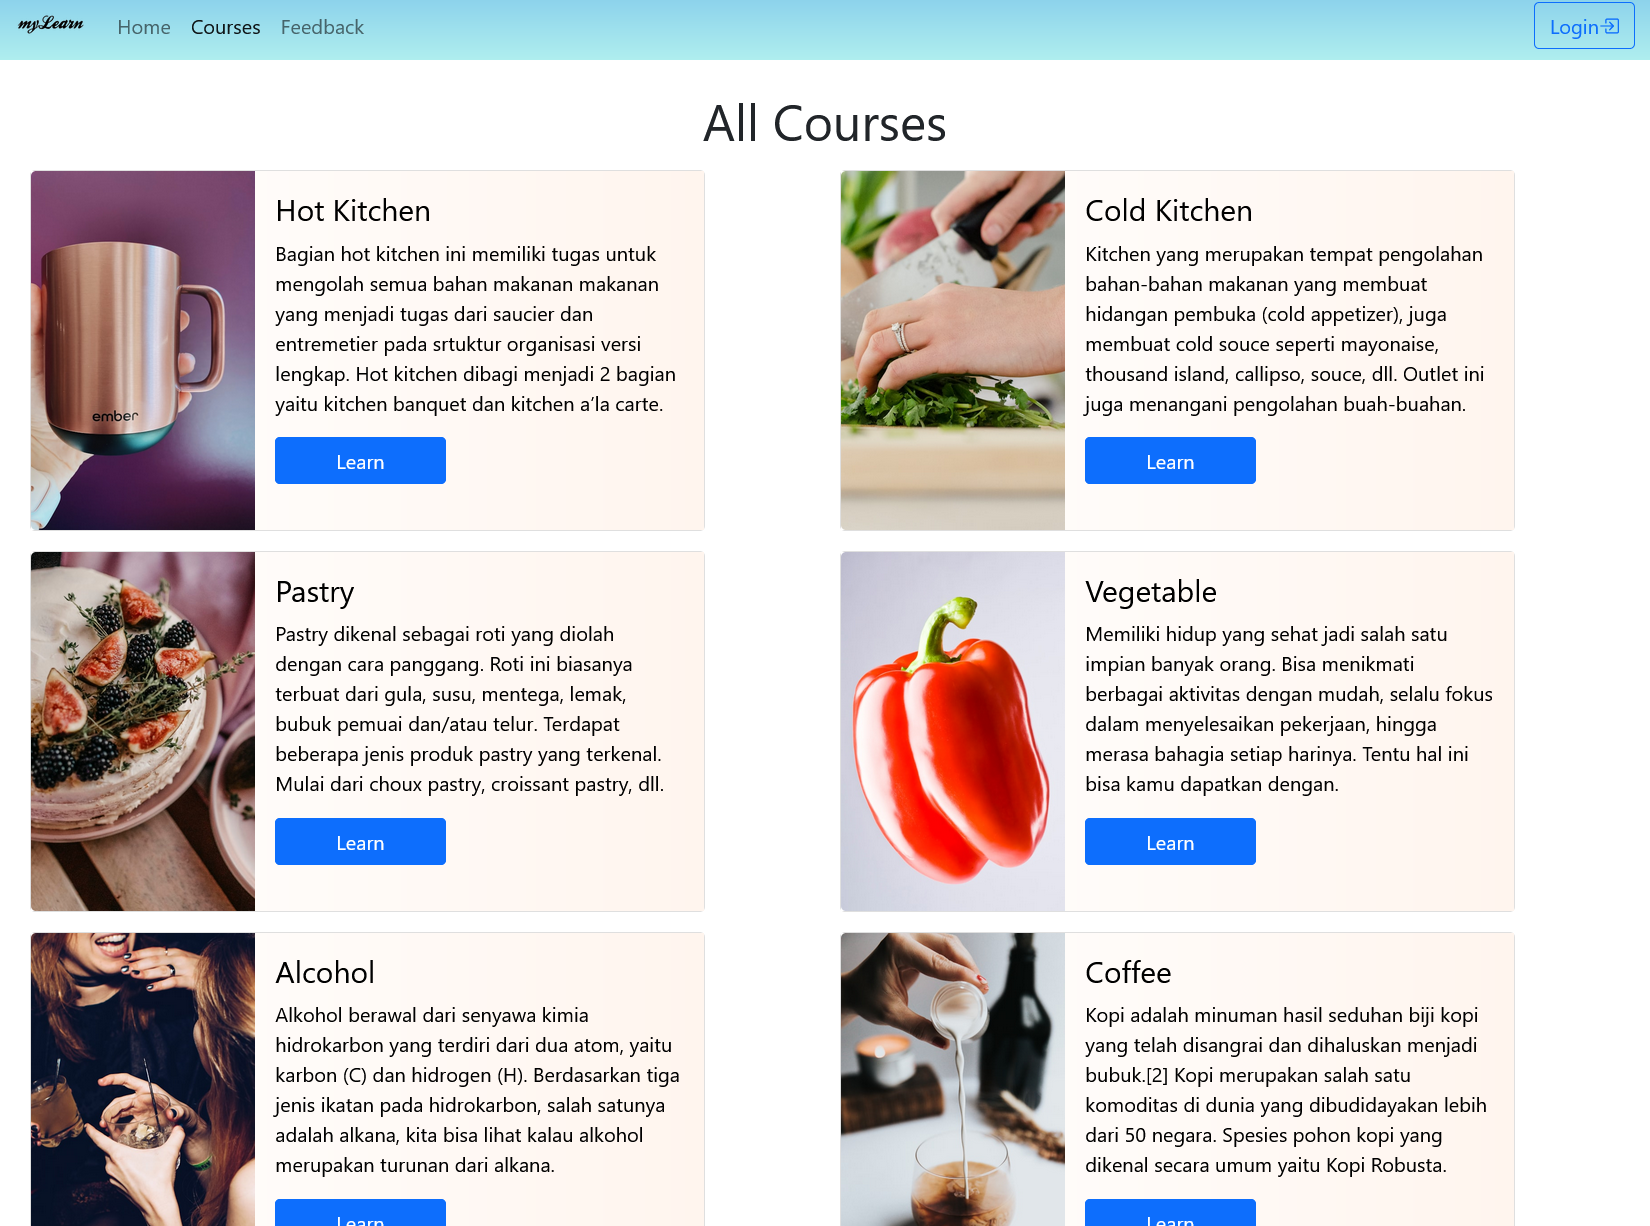 myLearn
Home
Courses
Feedback
Login
All Courses
ember
Hot Kitchen
Bagian hot kitchen ini memiliki tugas untuk
mengolah semua bahan makanan makanan
yang menjadi tugas dari saucier dan
entremetier pada srtuktur organisasi versi
lengkap. Hot kitchen dibagi menjadi 2 bagian
yaitu kitchen banquet dan kitchen a’la carte.
Learn
Cold Kitchen
Kitchen yang merupakan tempat pengolahan
bahan-bahan makanan yang membuat
hidangan pembuka (cold appetizer), juga
membuat cold souce seperti mayonaise,
thousand island, callipso, souce, dll. Outlet ini
juga menangani pengolahan buah-buahan.
Learn
Pastry
Pastry dikenal sebagai roti yang diolah
dengan cara panggang. Roti ini biasanya
terbuat dari gula, susu, mentega, lemak,
bubuk pemuai dan/atau telur. Terdapat
beberapa jenis produk pastry yang terkenal.
Mulai dari choux pastry, croissant pastry, dll.
Learn
Vegetable
Memiliki hidup yang sehat jadi salah satu
impian banyak orang. Bisa menikmati
berbagai aktivitas dengan mudah, selalu fokus
dalam menyelesaikan pekerjaan, hingga
merasa bahagia setiap harinya. Tentu hal ini
bisa kamu dapatkan dengan.
Learn
Alcohol
Alkohol berawal dari senyawa kimia
hidrokarbon yang terdiri dari dua atom, yaitu
karbon (C) dan hidrogen (H). Berdasarkan tiga
jenis ikatan pada hidrokarbon, salah satunya
adalah alkana, kita bisa lihat kalau alkohol
merupakan turunan dari alkana.
Learn
Coffee
Kopi adalah minuman hasil seduhan biji kopi
yang telah disangrai dan dihaluskan menjadi
bubuk.[2] Kopi merupakan salah satu
komoditas di dunia yang dibudidayakan lebih
dari 50 negara. Spesies pohon kopi yang
dikenal secara umum yaitu Kopi Robusta.
Learn